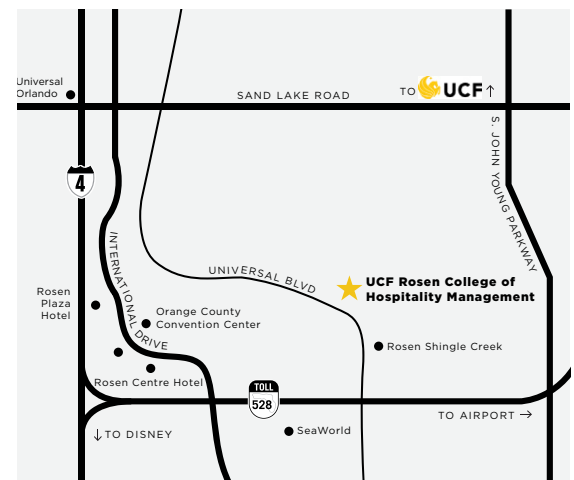 Universal
Orlando
SAND LAKE ROAD
TO UCF ↑
S. JOHN YOUNG PARKWAY
4
INTERNATIONAL DRIVE
UNIVERSAL BLVD
UCF Rosen College of
Hospitality Management
Rosen
Plaza
Hotel
Orange County
Convention Center
Rosen Shingle Creek
Rosen Centre Hotel
TOLL
528
TO AIRPORT →
↓ TO DISNEY
SeaWorld